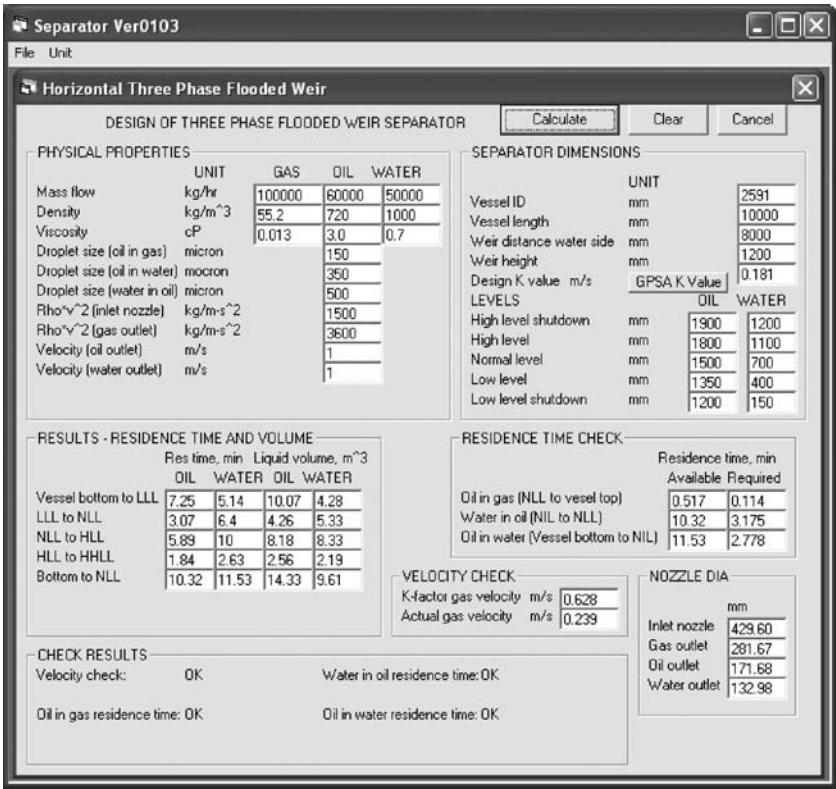 Separator Ver0103
File Unit
Horizontal Three Phase Flooded Weir
DESIGN OF THREE PHASE FLOODED WEIR SEPARATOR Calculate Clear Cancel
PHYSICAL PROPERTIES
UNIT GAS OIL WATER
Mass flow kg/hr 100000 60000 50000
Density kg/m^3 55.2 720 1000
Viscosity cP 0.013 3.0 0.7
Droplet size (oil in gas) micron 150
Droplet size (oil in water) mocron 350
Droplet size (water in oil) micron 500
Rho*v^2 (inlet nozzle) kg/m-s^2 1500
Rho*v^2 (gas outlet) kg/m-s^2 3600
Velocity (oil outlet) m/s 1
Velocity (water outlet) m/s 1
SEPARATOR DIMENSIONS
UNIT
Vessel ID mm 2591
Vessel length mm 10000
Weir distance water side mm 8000
Weir height mm 1200
Design K value m/s GPSA K Value 0.181
LEVELS OIL WATER
High level shutdown mm 1900 1200
High level mm 1800 1100
Normal level mm 1500 700
Low level mm 1350 400
Low level shutdown mm 1200 150
RESULTS - RESIDENCE TIME AND VOLUME
Res time, min Liquid volume, m^3
OIL WATER OIL WATER
Vessel bottom to LLL 7.25 5.14 10.07 4.28
LLL to NLL 3.07 6.4 4.26 5.33
NLL to HLL 5.89 10 8.18 8.33
HLL to HHLL 1.84 2.63 2.56 2.19
Bottom to NLL 10.32 11.53 14.33 9.61
RESIDENCE TIME CHECK
Residence time, min
Available Required
Oil in gas (NLL to vesel top) 0.517 0.114
Water in oil (NIL to NLL) 10.32 3.175
Oil in water (Vessel bottom to NIL) 11.53 2.778
VELOCITY CHECK
K-factor gas velocity m/s 0.628
Actual gas velocity m/s 0.239
NOZZLE DIA
mm
Inlet nozzle 429.60
Gas outlet 281.67
Oil outlet 171.68
Water outlet 132.98
CHECK RESULTS
Velocity check: OK Water in oil residence time: OK
Oil in gas residence time: OK Oil in water residence time: OK